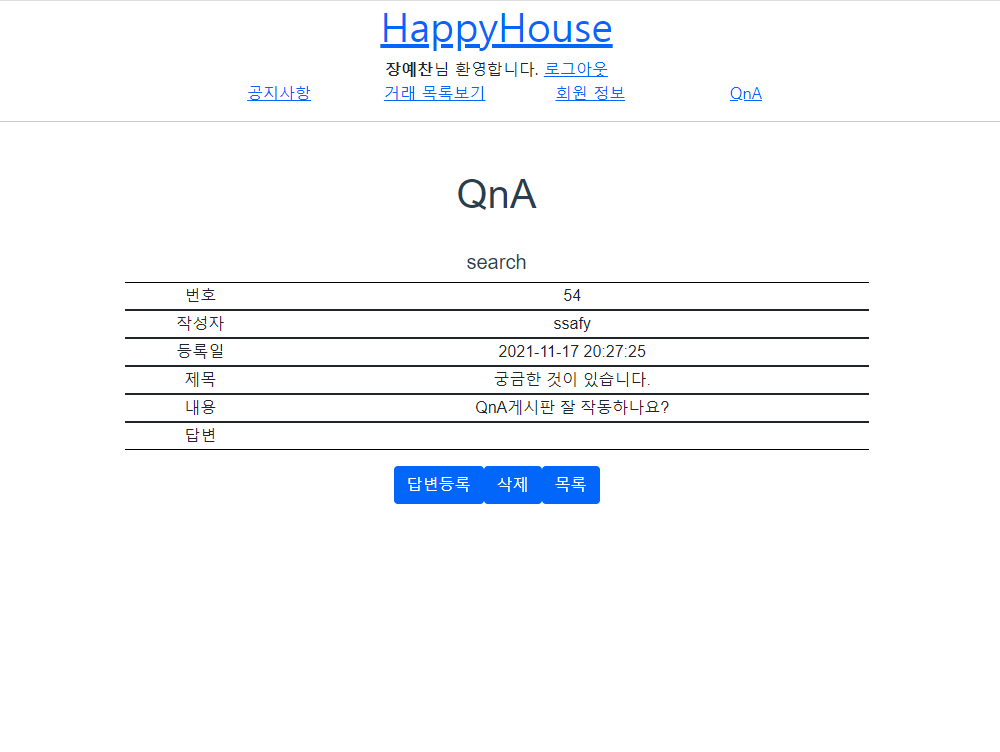 HappyHouse
장예찬님 환영합니다. 로그아웃
공지사항 거래 목록보기 회원 정보 QnA
QnA
search
번호 54
작성자 ssafy
등록일 2021-11-17 20:27:25
제목 궁금한 것이 있습니다.
내용 QnA게시판 잘 작동하나요?
답변
답변등록 삭제 목록